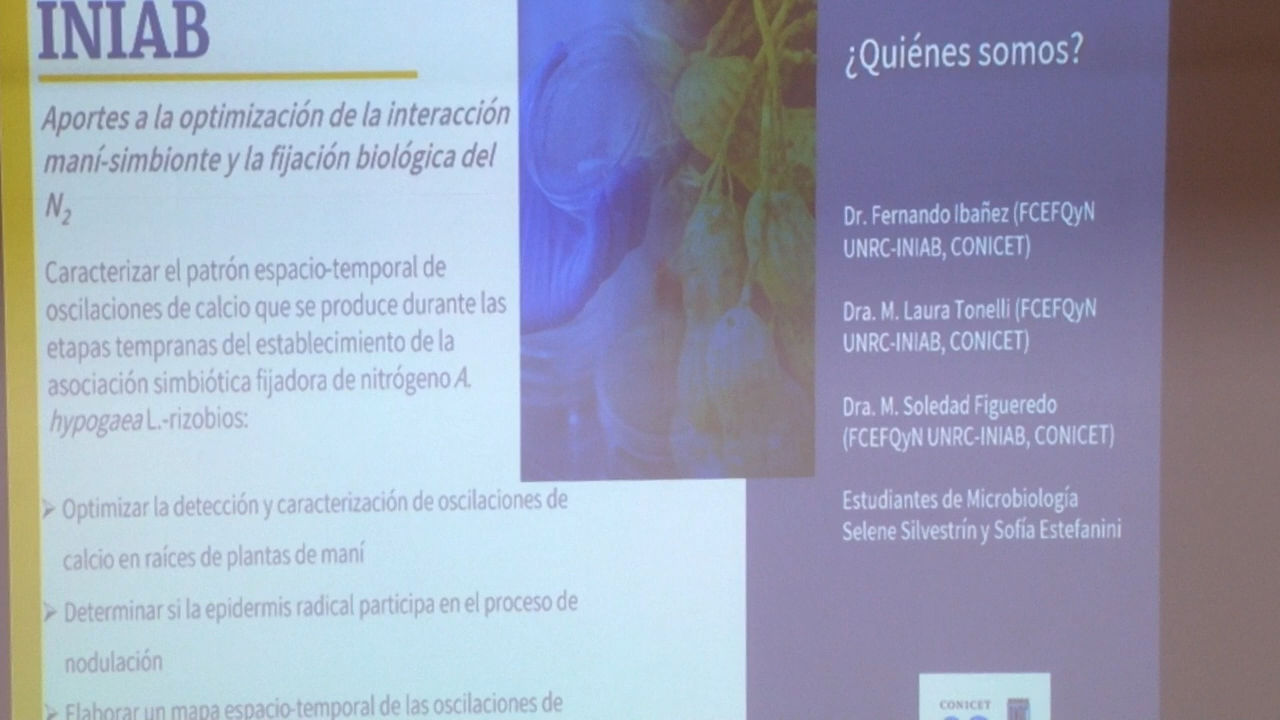 INIAB
Aportes a la optimización de la interacción
maní-simbionte y la fijación biológica del
N2
Caracterizar el patrón espacio-temporal de
oscilaciones de calcio que se produce durante las
etapas tempranas del establecimiento de la
asociación simbiótica fijadora de nitrógeno A.
hypogaea L.-rizobios:
➢ Optimizar la detección y caracterización de oscilaciones de
calcio en raíces de plantas de maní
➢ Determinar si la epidermis radical participa en el proceso de
nodulación
➢ Elaborar un mapa espacio-temporal de las oscilaciones de
¿Quiénes somos?
Dr. Fernando Ibañez (FCEFQyN
UNRC-INIAB, CONICET)
Dra. M. Laura Tonelli (FCEFQyN
UNRC-INIAB, CONICET)
Dra. M. Soledad Figueredo
(FCEFQyN UNRC-INIAB, CONICET)
Estudiantes de Microbiología
Selene Silvestrín y Sofía Estefanini
CONICET